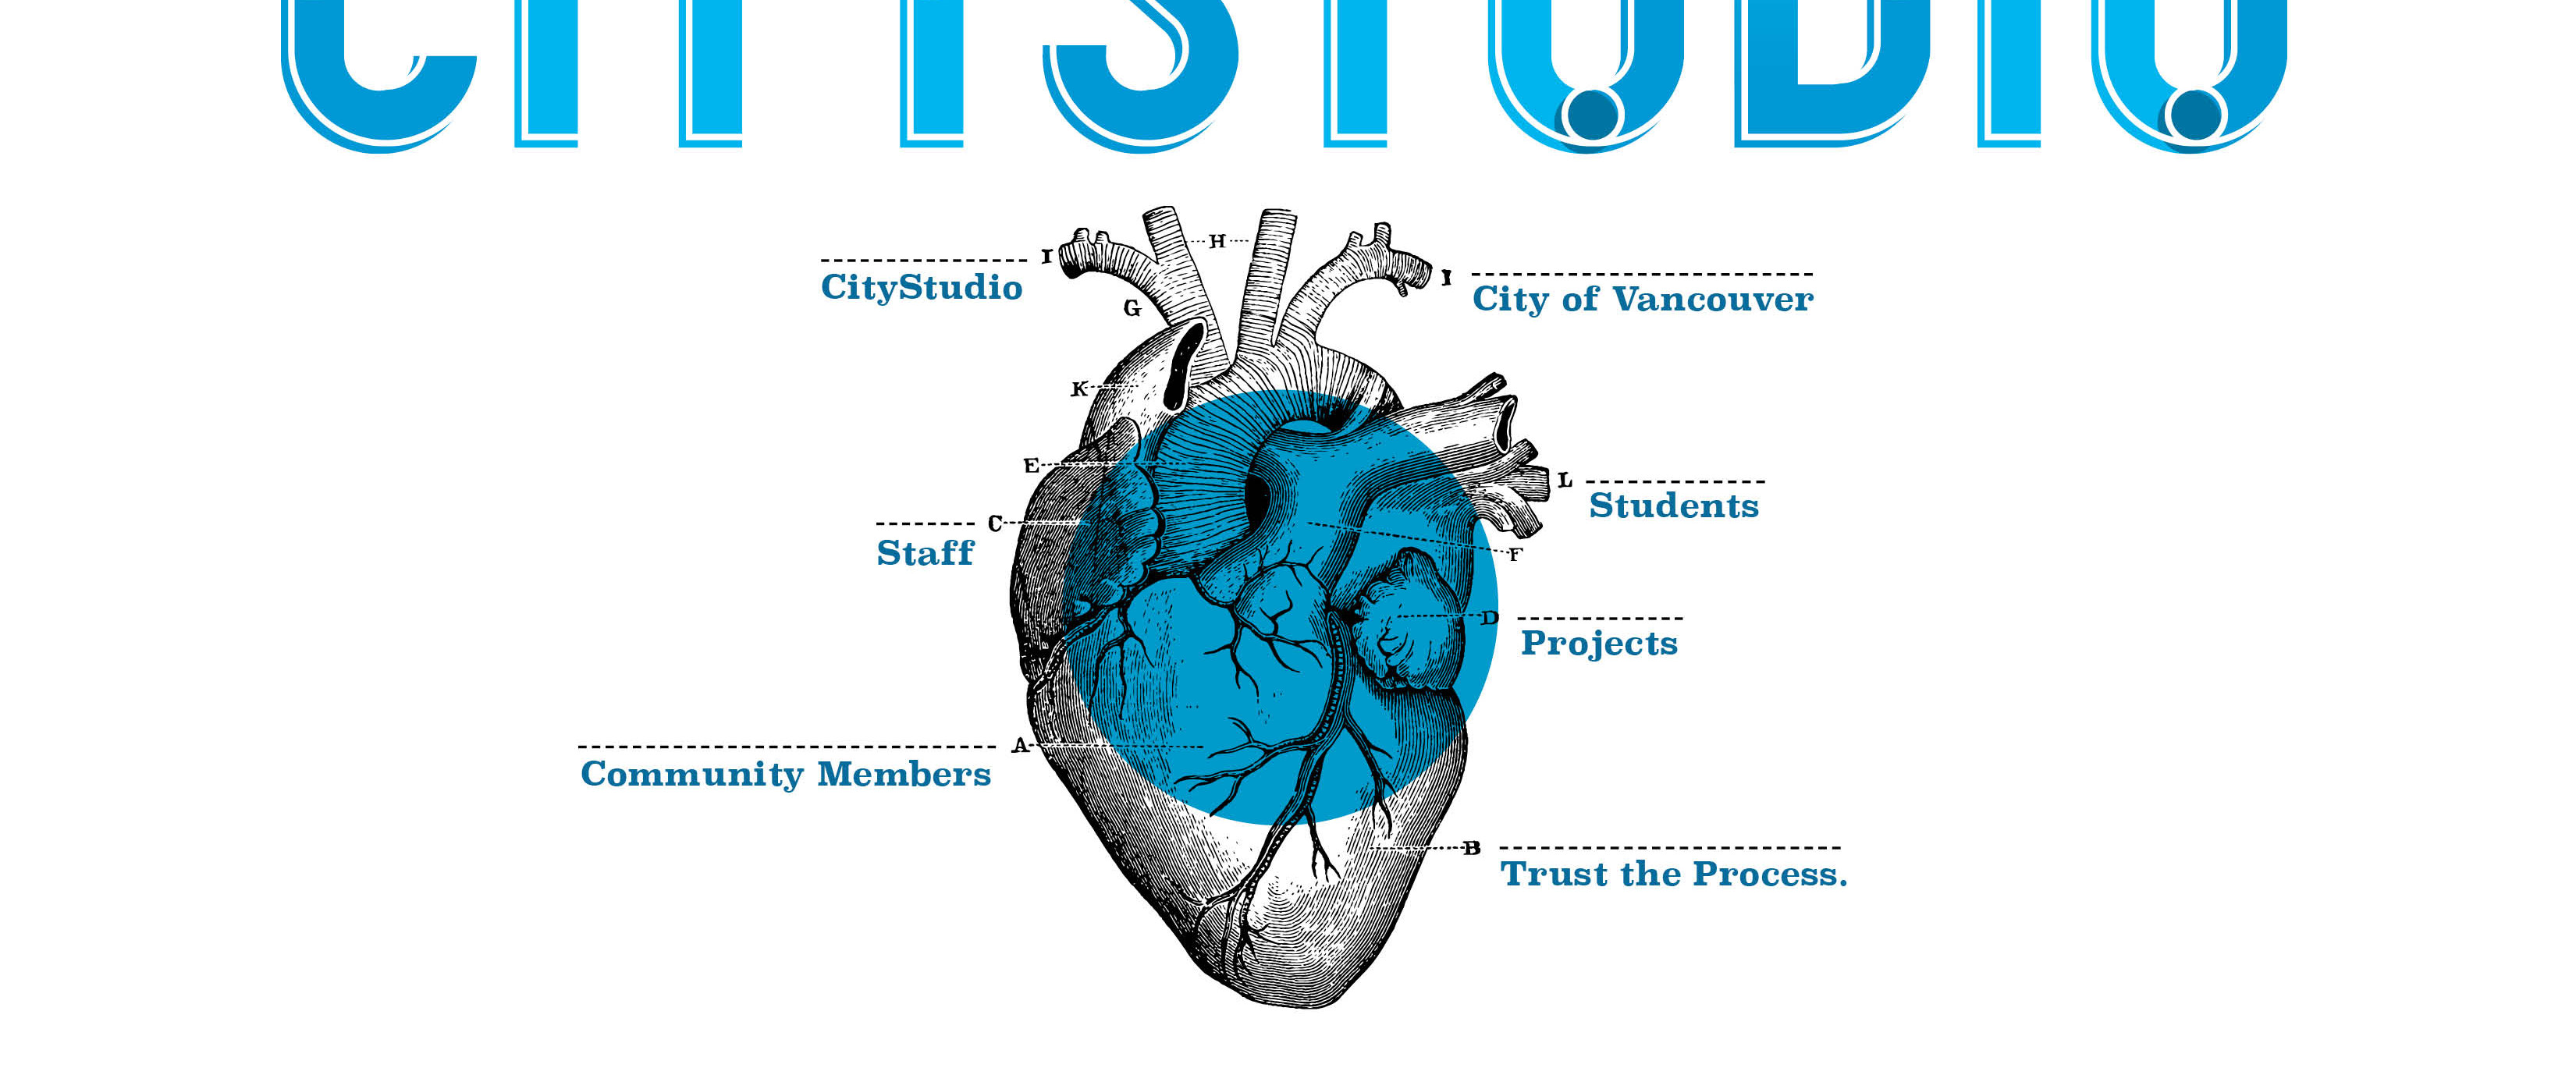 CITYSTUDIO
H
I
CityStudio
I
City of Vancouver
G
K
E
L
Students
C
Staff
F
D
Projects
A
Community Members
B
Trust the Process.